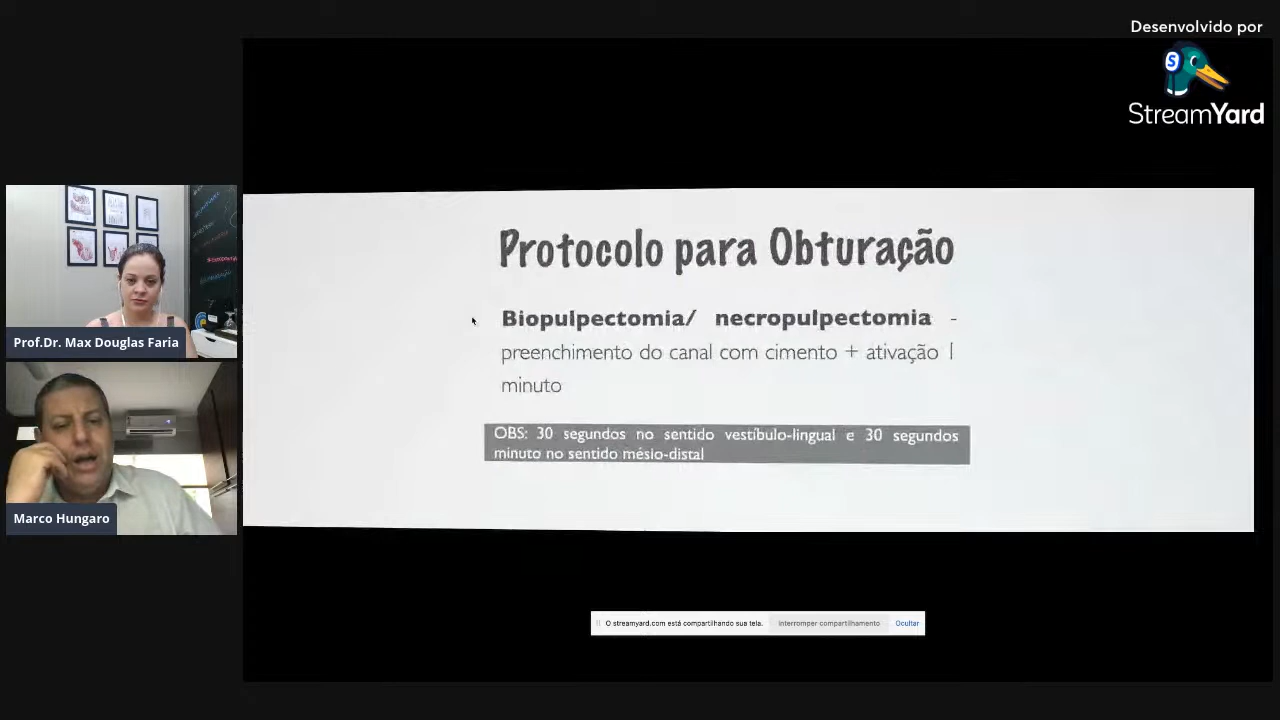 Desenvolvido por
S
StreamYard
Prof.Dr. Max Douglas Faria
Marco Hungaro
Protocolo para Obturação
Biopulpectomia/ necropulpectomia -
preenchimento do canal com cimento + ativação 1
minuto
OBS: 30 segundos no sentido vestíbulo-lingual e 30 segundos
minuto no sentido mésio-distal
O streamyard.com está compartilhando sua tela.
Interromper compartilhamento
Ocultar